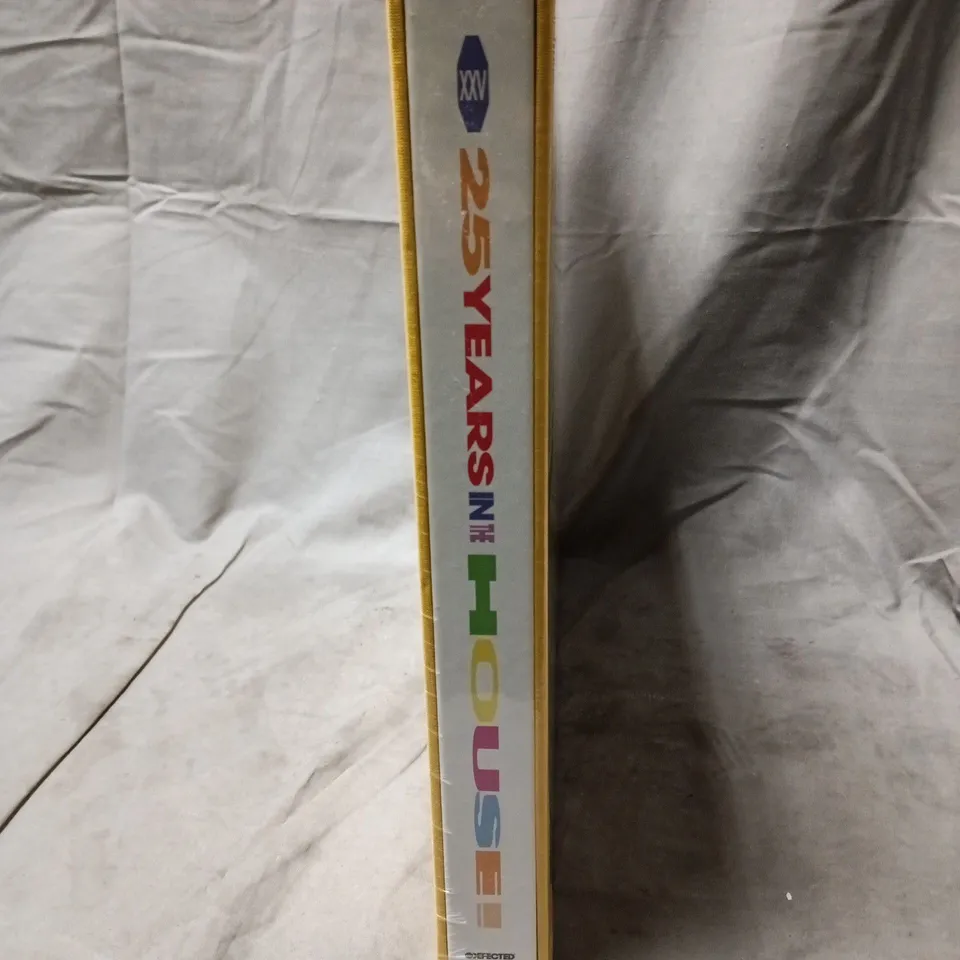 XXV
25 YEARS IN THE HOUSE!
DEFECTED